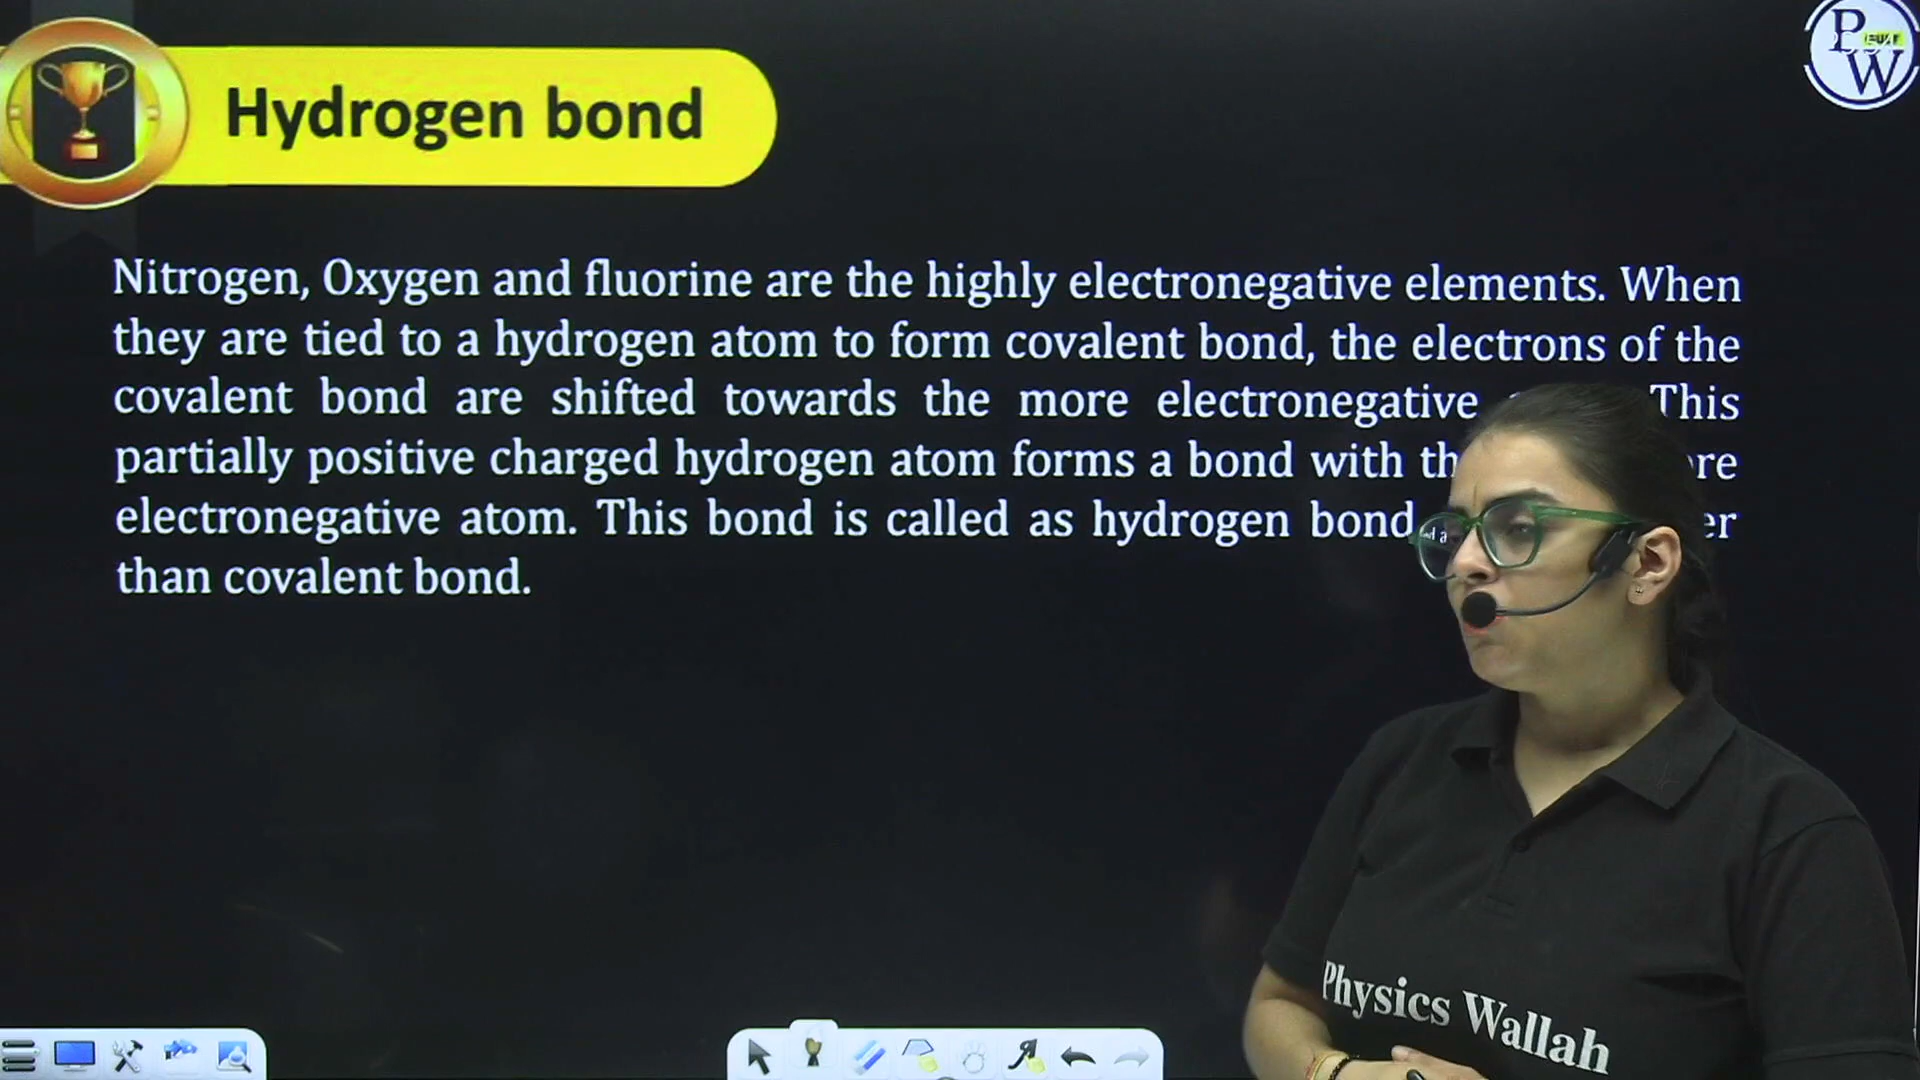 Hydrogen bond
Nitrogen, Oxygen and fluorine are the highly electronegative elements. When
they are tied to a hydrogen atom to form covalent bond, the electrons of the
covalent bond are shifted towards the more electronegative This
partially positive charged hydrogen atom forms a bond with
electronegative atom. This bond is called as hydrogen bond
than covalent bond.
P
W
Physics Wallah